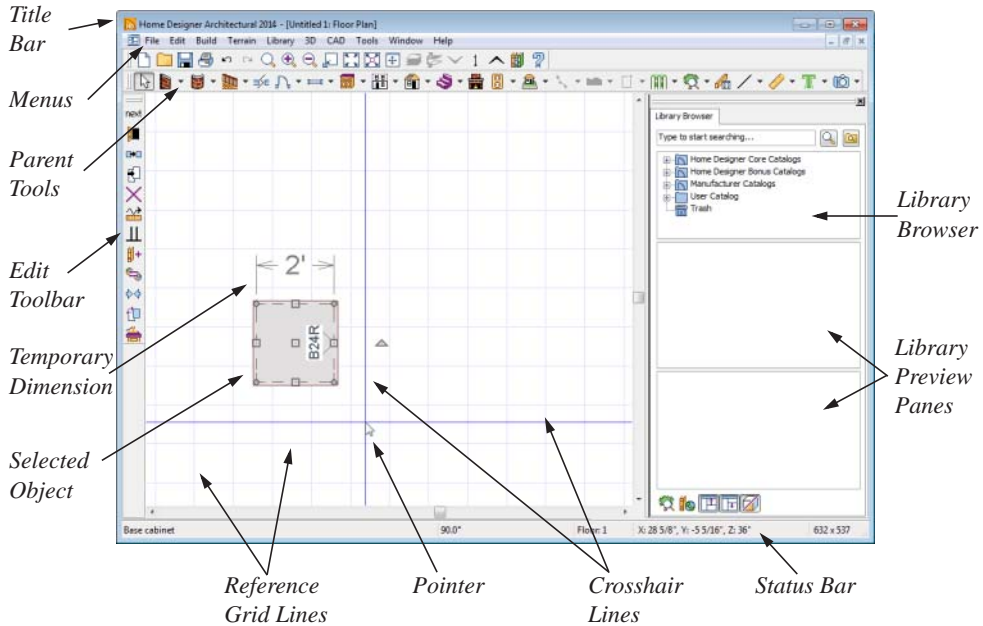 Title
Bar
Menus
Parent
Tools
Edit
Toolbar
Temporary
Dimension
Selected
Object
Home Designer Architectural 2014 - [Untitled 1: Floor Plan]
File Edit Build Terrain Library 3D CAD Tools Window Help
1
next
2'
B24R
Library Browser
Type to start searching...
Home Designer Core Catalogs
Home Designer Bonus Catalogs
Manufacturer Catalogs
User Catalog
Trash
Base cabinet 90.0° Floor: 1 X: 28 5/8", Y: -5 5/16", Z: 36" 632 x 537
Library
Browser
Library
Preview
Panes
Reference
Grid Lines
Pointer
Crosshair
Lines
Status Bar